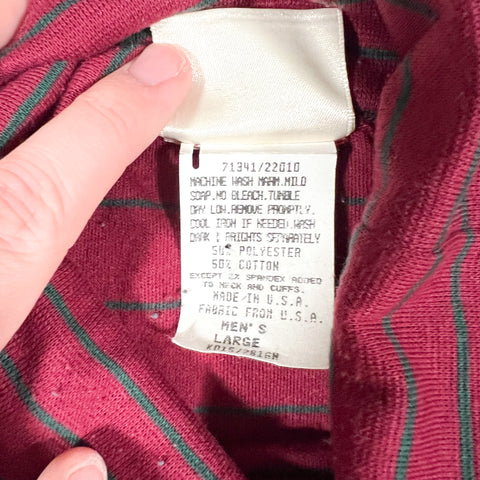 71341/22010
MACHINE WASH WARM.MILD
SOAP.NO BLEACH.TUMBLE
DRY LOW.REMOVE PROMPTLY.
COOL IRON IF NEEDED.WASH
DARK & BRIGHTS SEPARATELY
50% POLYESTER
50% COTTON
EXCEPT 2% SPANDEX ADDED
TO NECK AND CUFFS.
MADE IN U.S.A.
FABRIC FROM U.S.A.
MEN'S
LARGE